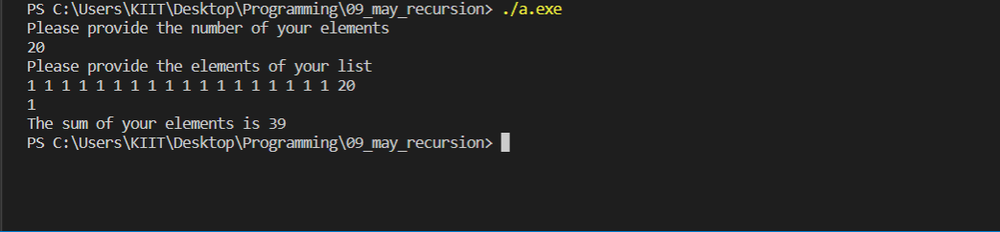 PS C:\Users\KIIT\Desktop\Programming\09_may_recursion> ./a.exe
Please provide the number of your elements
20
Please provide the elements of your list
1 1 1 1 1 1 1 1 1 1 1 1 1 1 1 1 1 1 20
1
The sum of your elements is 39
PS C:\Users\KIIT\Desktop\Programming\09_may_recursion>